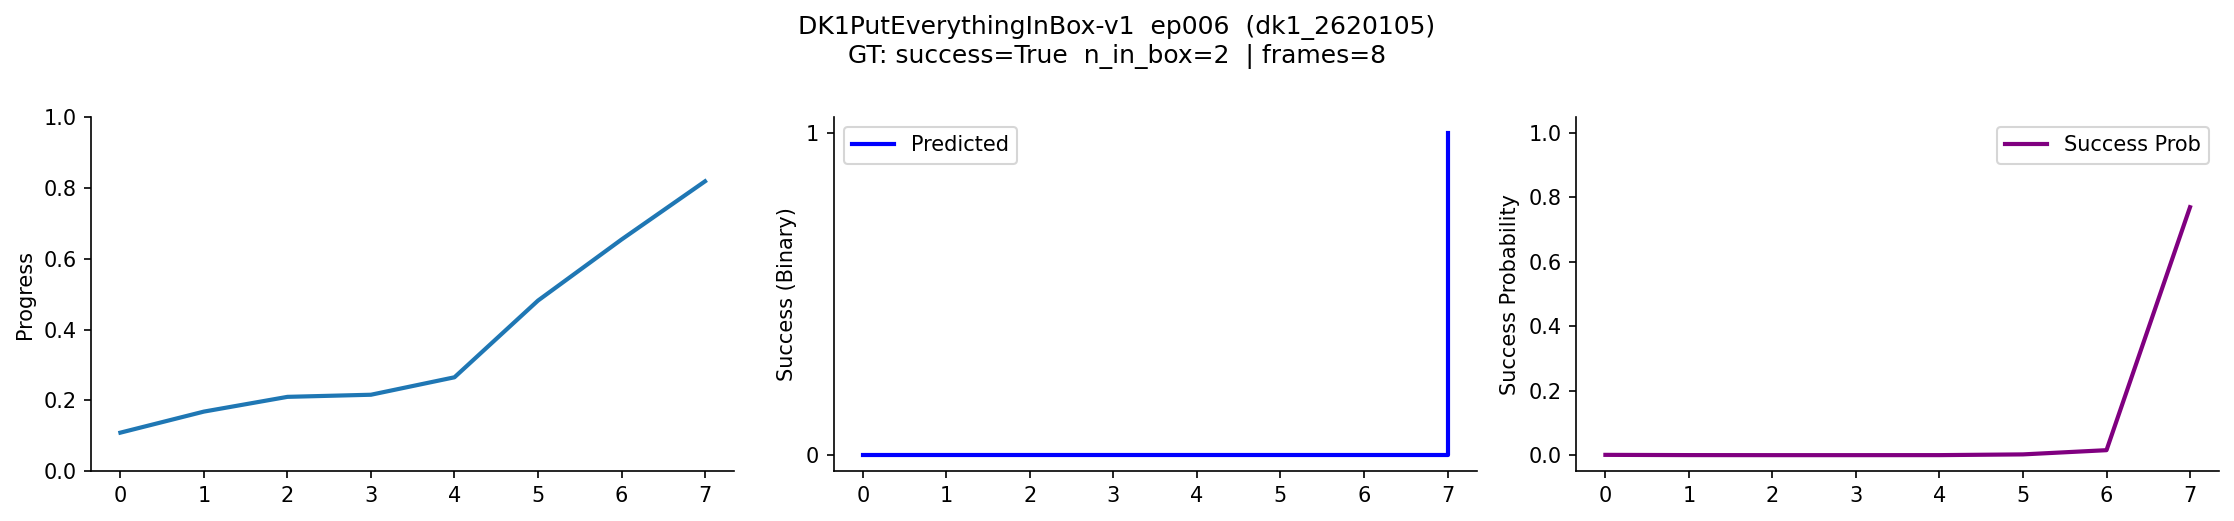 DK1PutEverythingInBox-v1 ep006 (dk1_2620105)
GT: success=True n_in_box=2 | frames=8
Progress
1.0
0.8
0.6
0.4
0.2
0.0
0 1 2 3 4 5 6 7
Success (Binary)
1
0
Predicted
0 1 2 3 4 5 6 7
Success Probability
1.0
0.8
0.6
0.4
0.2
0.0
Success Prob
0 1 2 3 4 5 6 7